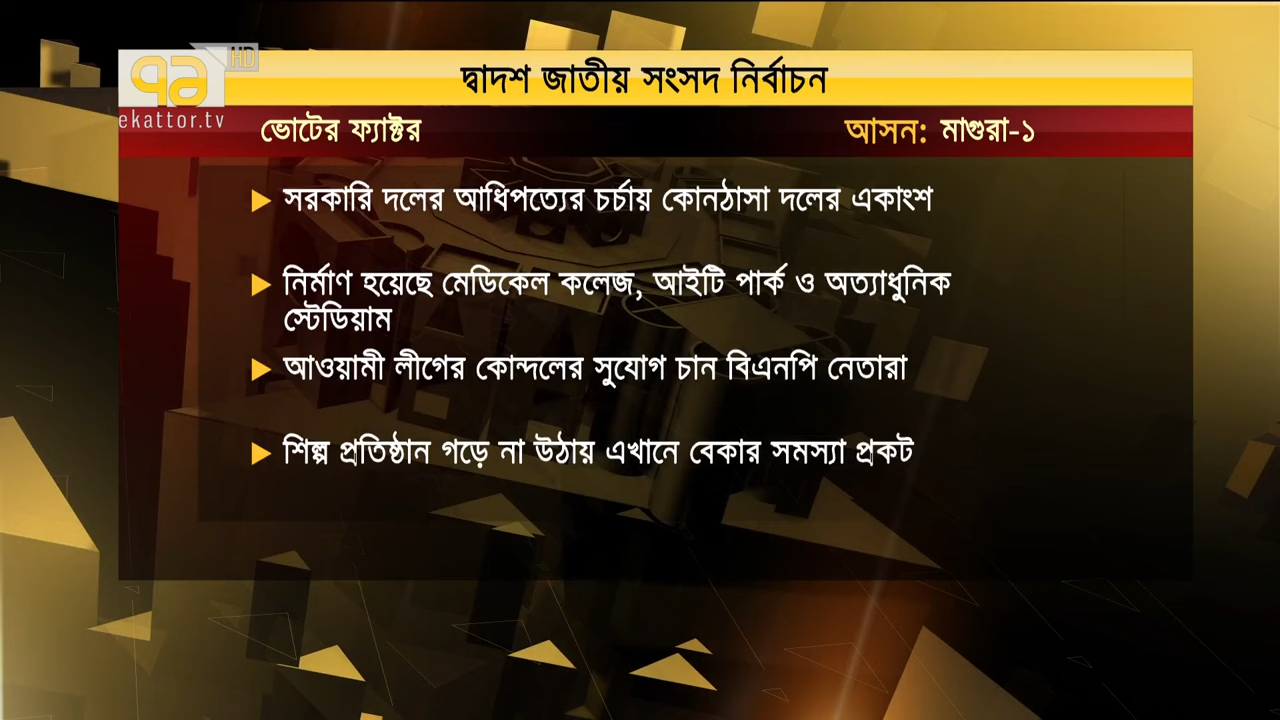 HD
৭১
ekattor.tv
দ্বাদশ জাতীয় সংসদ নির্বাচন
ভোটের ফ্যাক্টর
আসন: মাগুরা-১
সরকারি দলের আধিপত্যের চর্চায় কোনঠাসা দলের একাংশ
নির্মাণ হয়েছে মেডিকেল কলেজ, আইটি পার্ক ও অত্যাধুনিক
স্টেডিয়াম
আওয়ামী লীগের কোন্দলের সুযোগ চান বিএনপি নেতারা
শিল্প প্রতিষ্ঠান গড়ে না উঠায় এখানে বেকার সমস্যা প্রকট